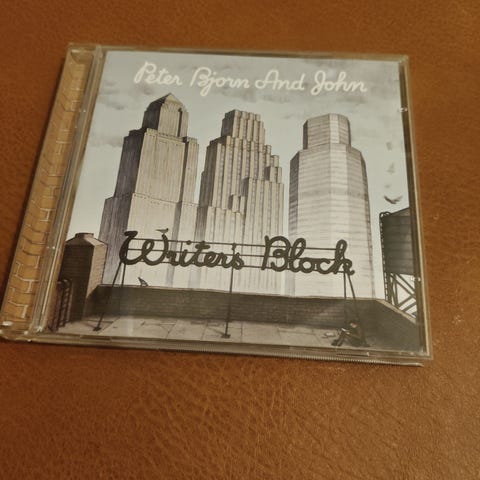 Peter Bjorn And John
Writer's Block